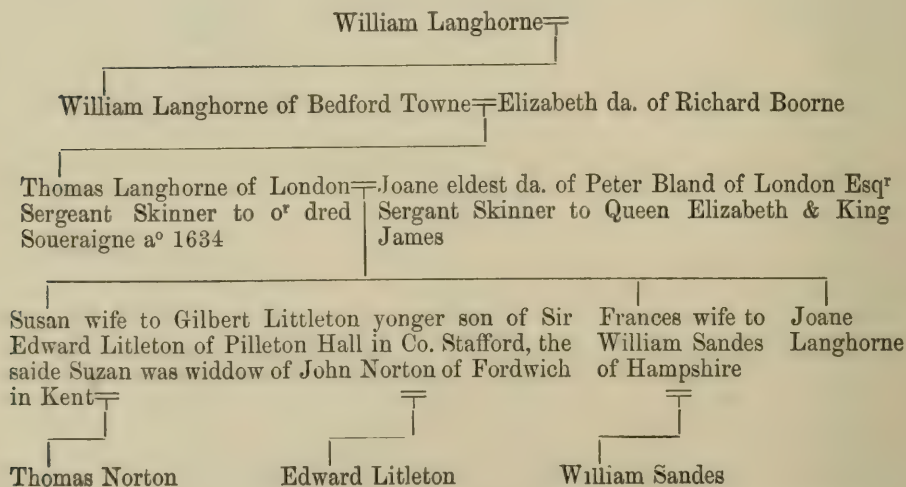 William Langhorne
William Langhorne of Bedford Towne Elizabeth da. of Richard Boorne
Thomas Langhorne of London
Sergeant Skinner to oʳ dred
Soueraigne aº 1634
Joane eldest da. of Peter Bland of London Esqʳ
Sergant Skinner to Queen Elizabeth & King
James
Susan wife to Gilbert Littleton yonger son of Sir
Edward Litleton of Pilleton Hall in Co. Stafford, the
saide Suzan was widdow of John Norton of Fordwich
in Kent
Frances wife to
William Sandes
of Hampshire
Joane
Langhorne
Thomas Norton
Edward Litleton
William Sandes